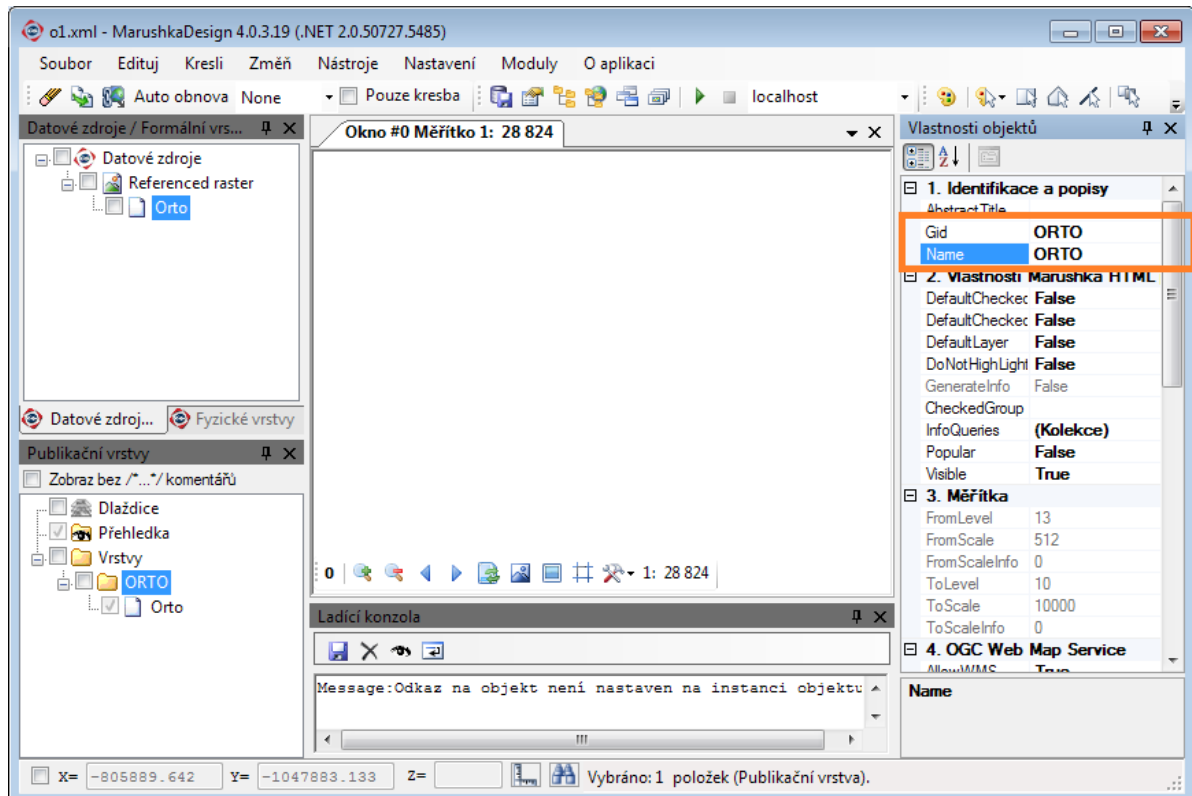 o1.xml - MarushkaDesign 4.0.3.19 (.NET 2.0.50727.5485)
Soubor Edituj Kresli Změň Nástroje Nastavení Moduly O aplikaci
Auto obnova None Pouze kresba localhost
Datové zdroje / Formální vrs...
Datové zdroje
Referenced raster
Orto
Datové zdroj... Fyzické vrstvy
Publikační vrstvy
Zobraz bez /*...*/ komentářů
Dlaždice
Přehledka
Vrstvy
ORTO
Orto
Okno #0 Měřítko 1: 28 824
0 1: 28 824
Ladící konzola
Message:Odkaz na objekt není nastaven na instanci objektu
Vlastnosti objektů
1. Identifikace a popisy
AbstractTitle
Gid ORTO
Name ORTO
2. Vlastnosti Marushka HTML
DefaultChecked False
DefaultChecked False
DefaultLayer False
DoNotHighLight False
GenerateInfo False
CheckedGroup
InfoQueries (Kolekce)
Popular False
Visible True
3. Měřítka
FromLevel 13
FromScale 512
FromScaleInfo 0
ToLevel 10
ToScale 10000
ToScaleInfo 0
4. OGC Web Map Service
AllowWMS True
Name
X= -805889.642 Y= -1047883.133 Z= Vybráno: 1 položek (Publikační vrstva).